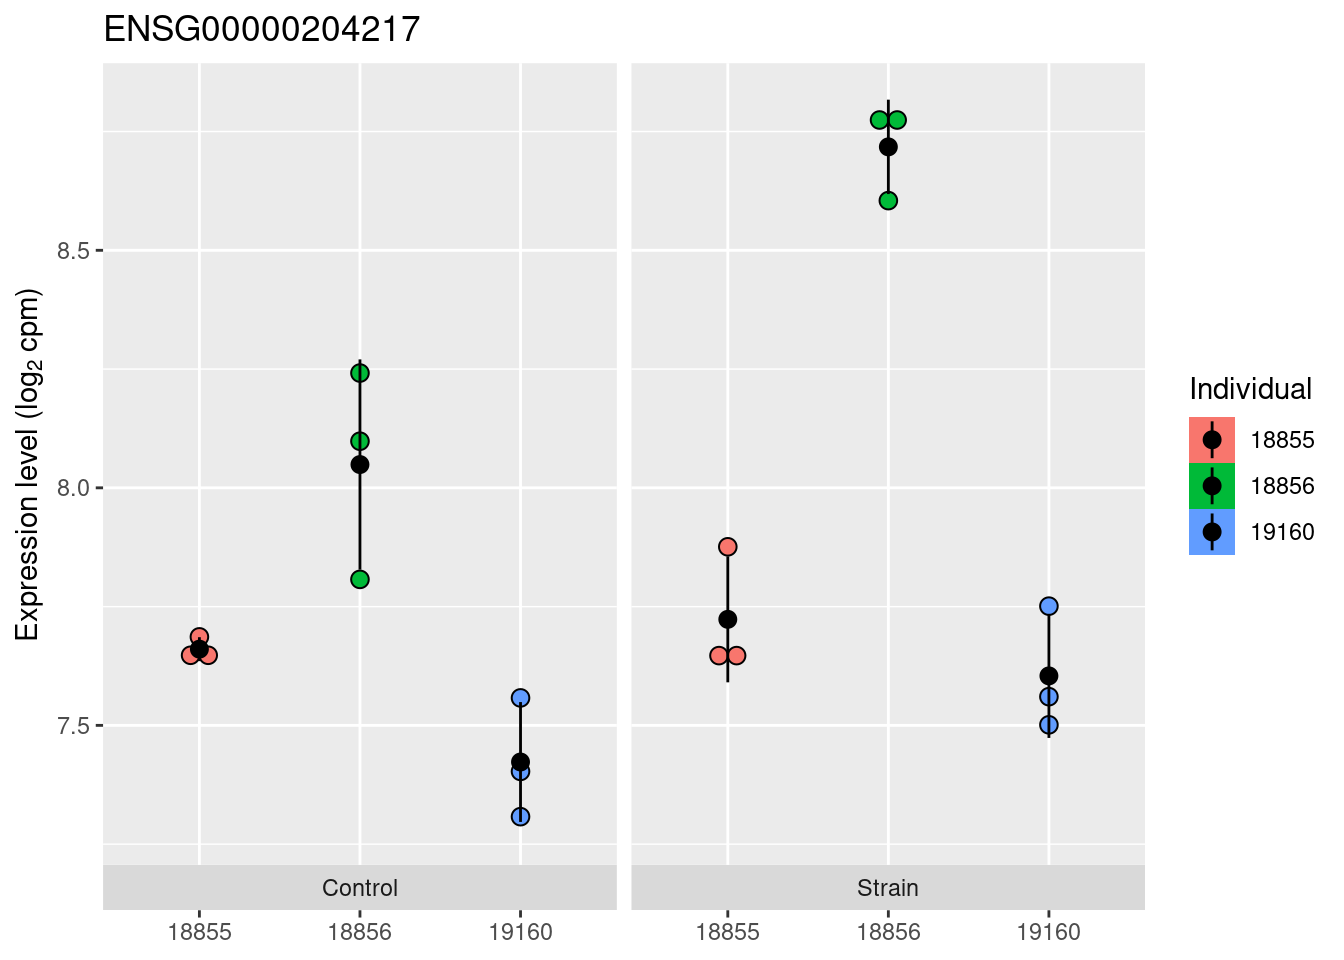 ENSG00000204217
Expression level (log₂ cpm)
8.5
8.0
7.5
Control
Strain
18855
18856
19160
18855
18856
19160
Individual
18855
18856
19160